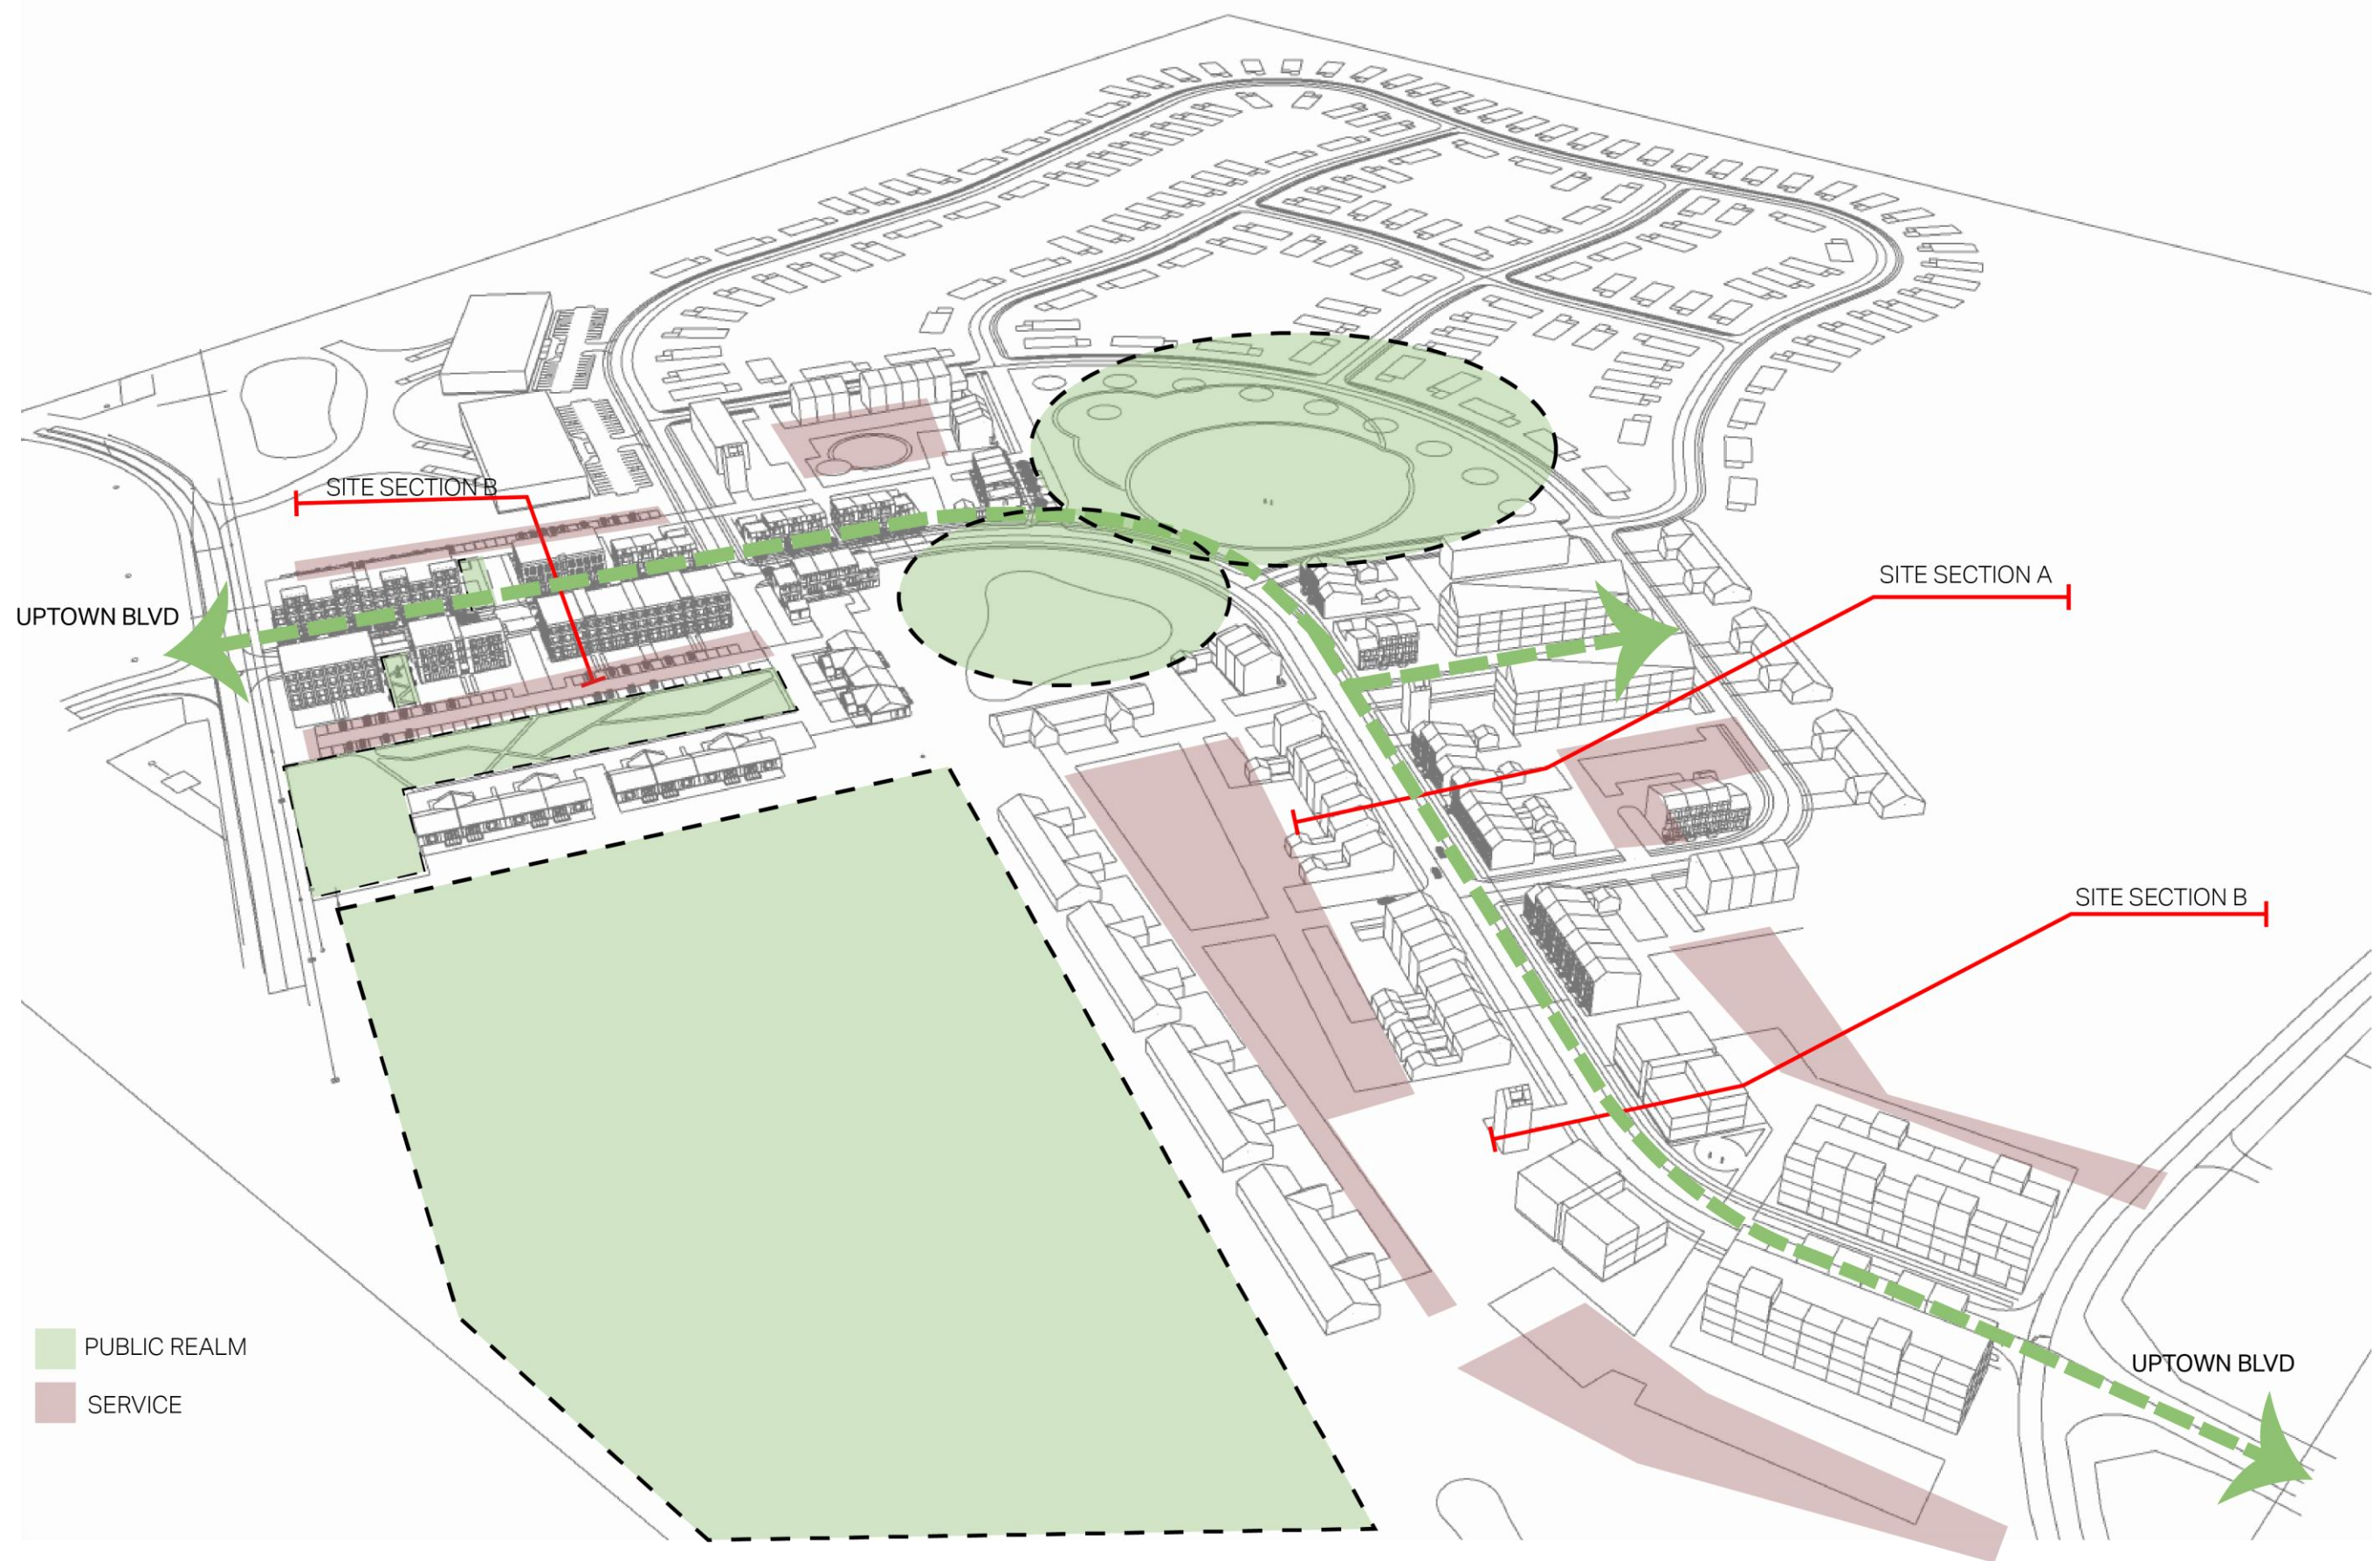 SITE SECTION B
UPTOWN BLVD
SITE SECTION A
SITE SECTION B
PUBLIC REALM
UPTOWN BLVD
SERVICE